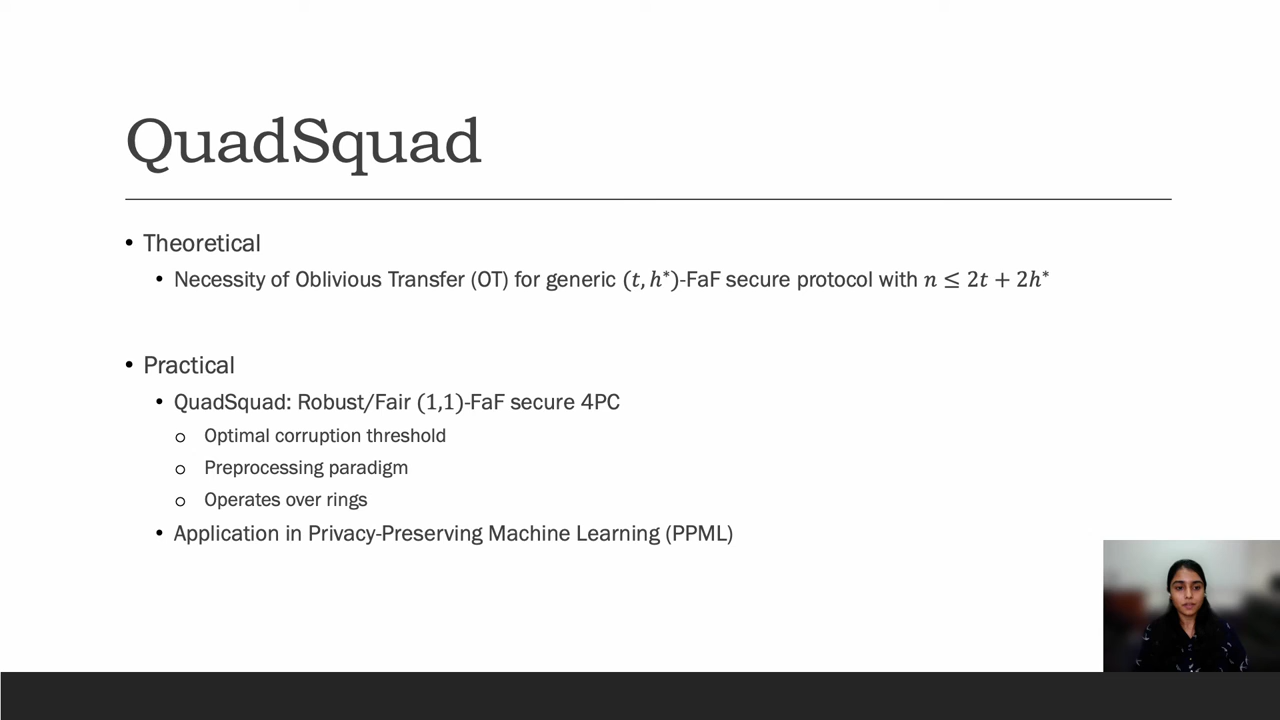 QuadSquad
• Theoretical
• Necessity of Oblivious Transfer (OT) for generic (t, h*)-FaF secure protocol with n ≤ 2t + 2h*
• Practical
• QuadSquad: Robust/Fair (1,1)-FaF secure 4PC
o Optimal corruption threshold
o Preprocessing paradigm
o Operates over rings
• Application in Privacy-Preserving Machine Learning (PPML)